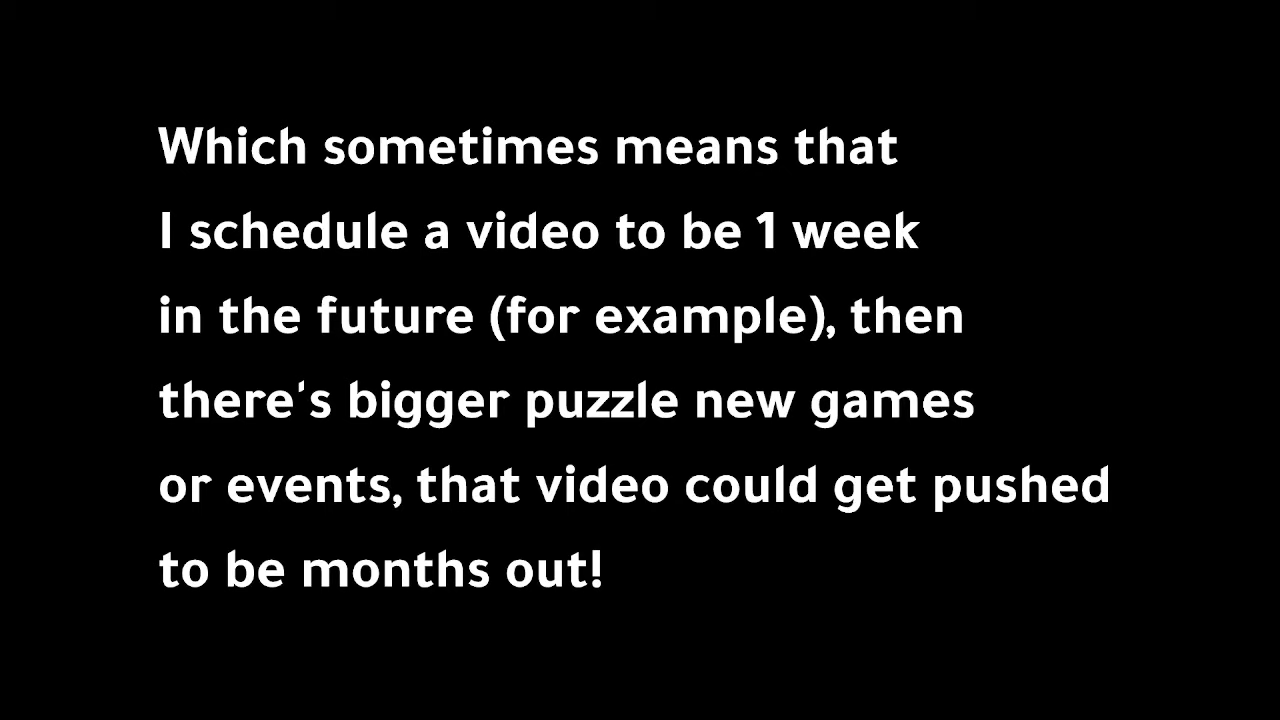 Which sometimes means that
I schedule a video to be 1 week
in the future (for example), then
there's bigger puzzle new games
or events, that video could get pushed
to be months out!